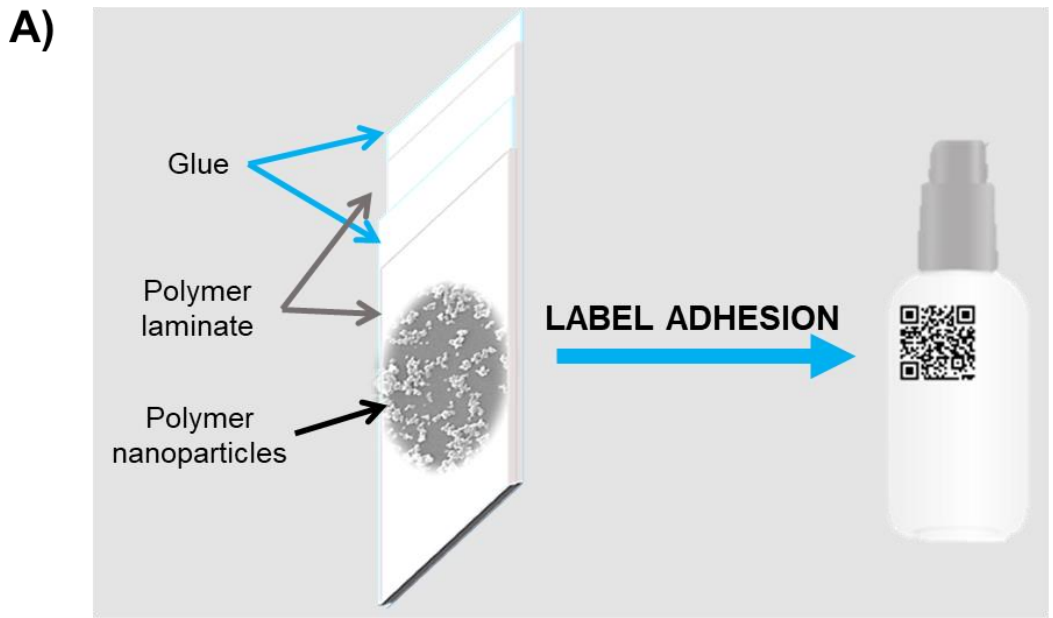 A)
Glue
Polymer
laminate
Polymer
nanoparticles
LABEL ADHESION